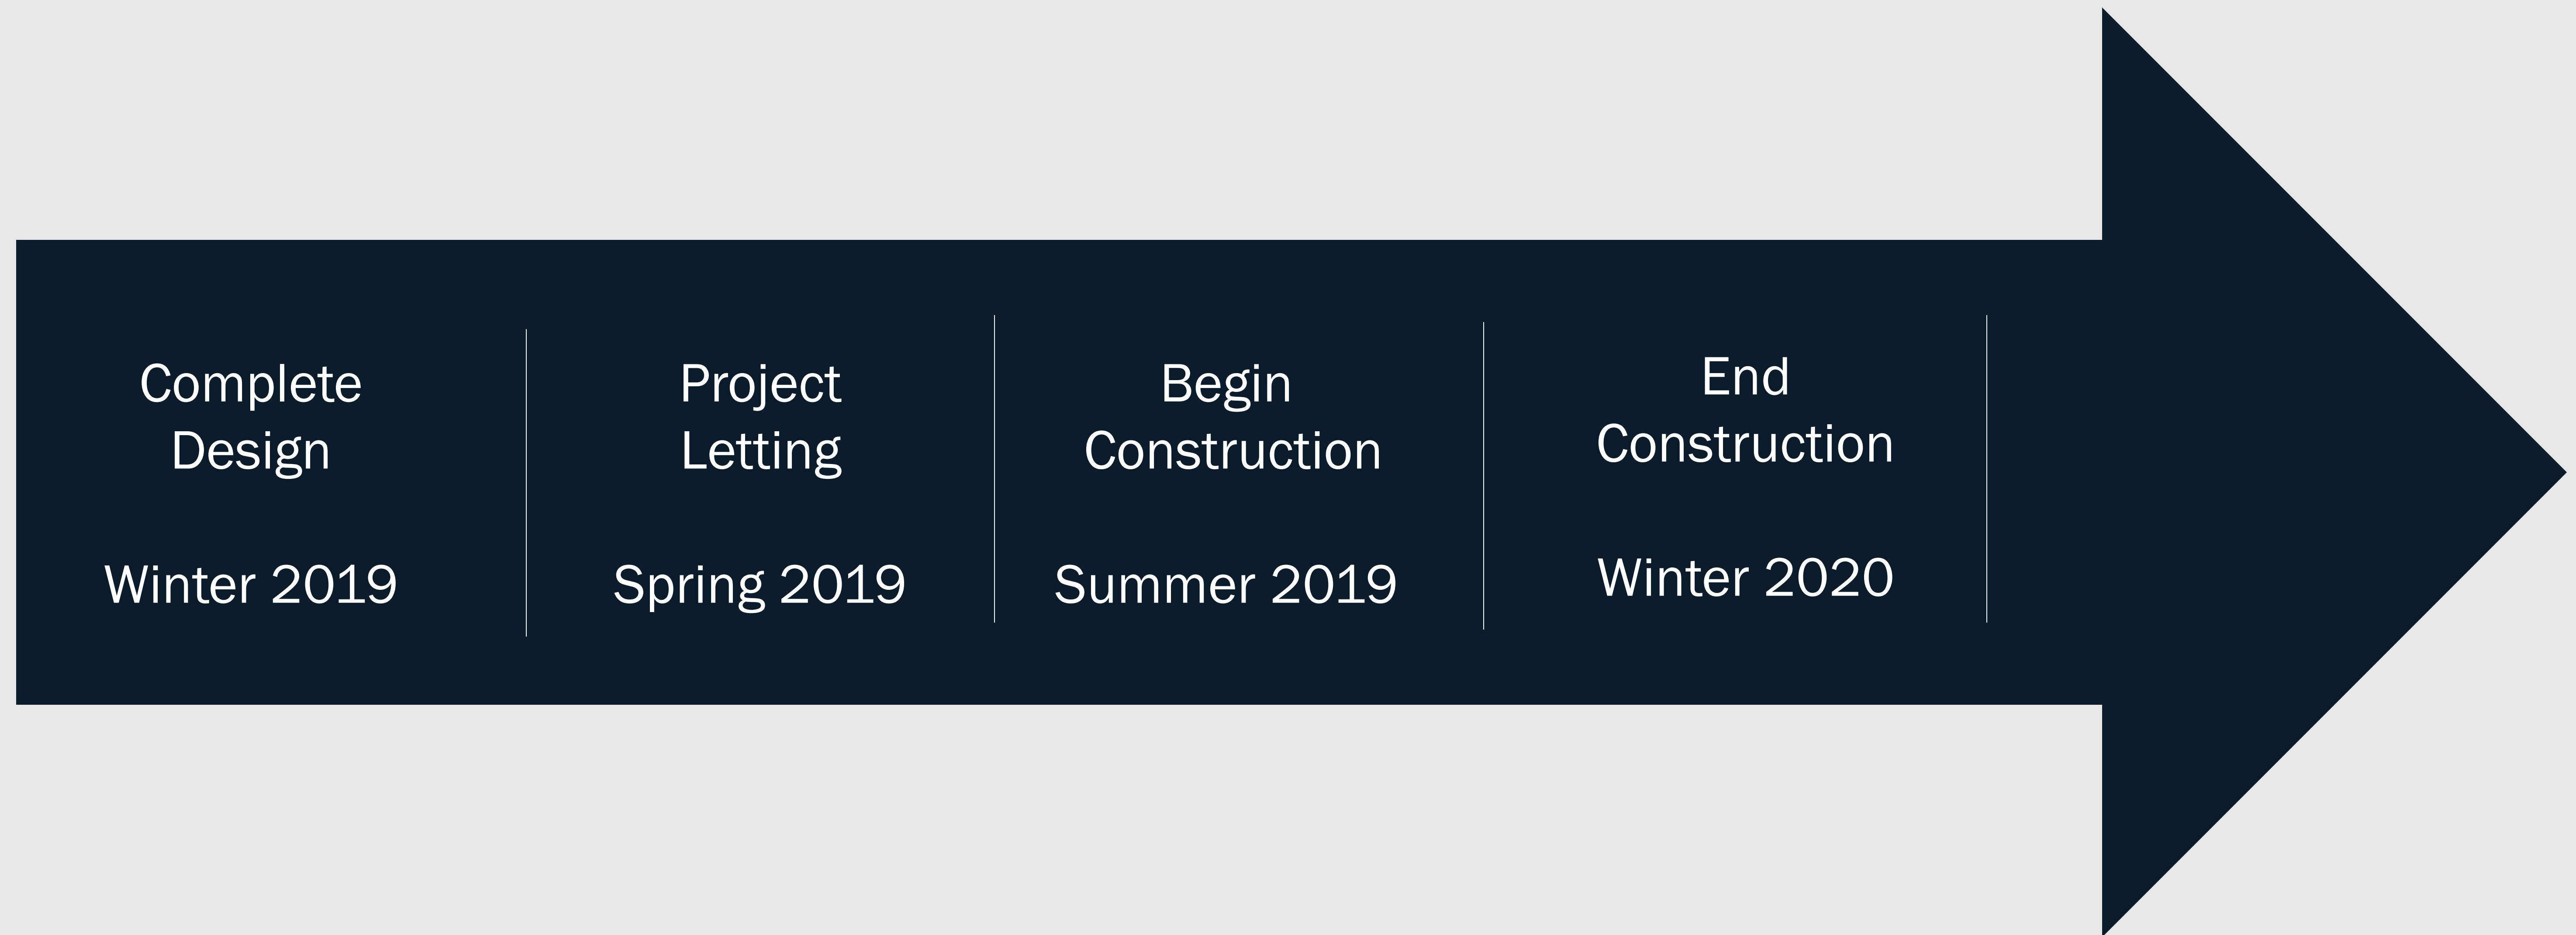 Complete
Design
Winter 2019
Project
Letting
Spring 2019
Begin
Construction
Summer 2019
End
Construction
Winter 2020